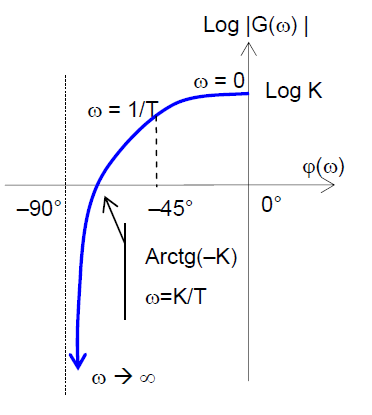 Log |G(ω) |
ω = 0
Log K
ω = 1/T
φ(ω)
–90°
–45°
0°
Arctg(–K)
ω=K/T
ω → ∞